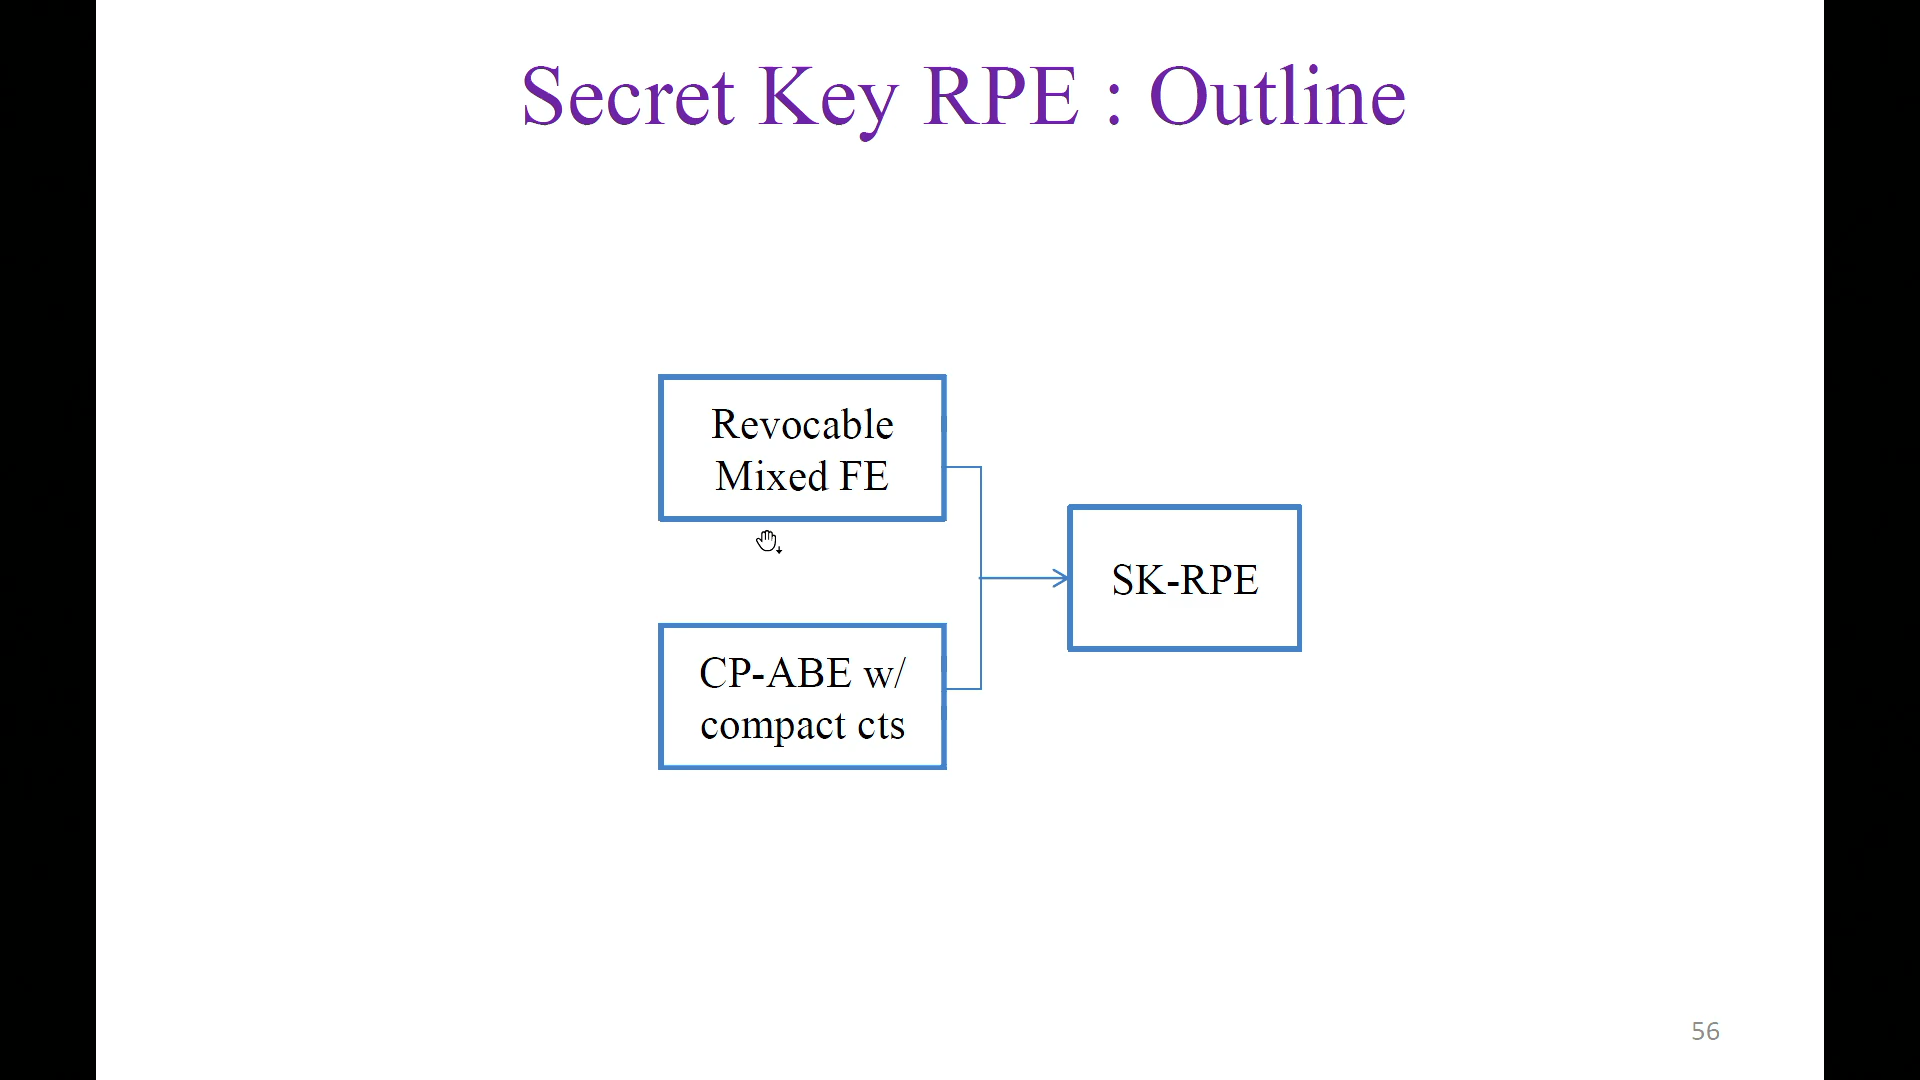 Secret Key RPE : Outline
Revocable
Mixed FE
SK-RPE
CP-ABE w/
compact cts
56